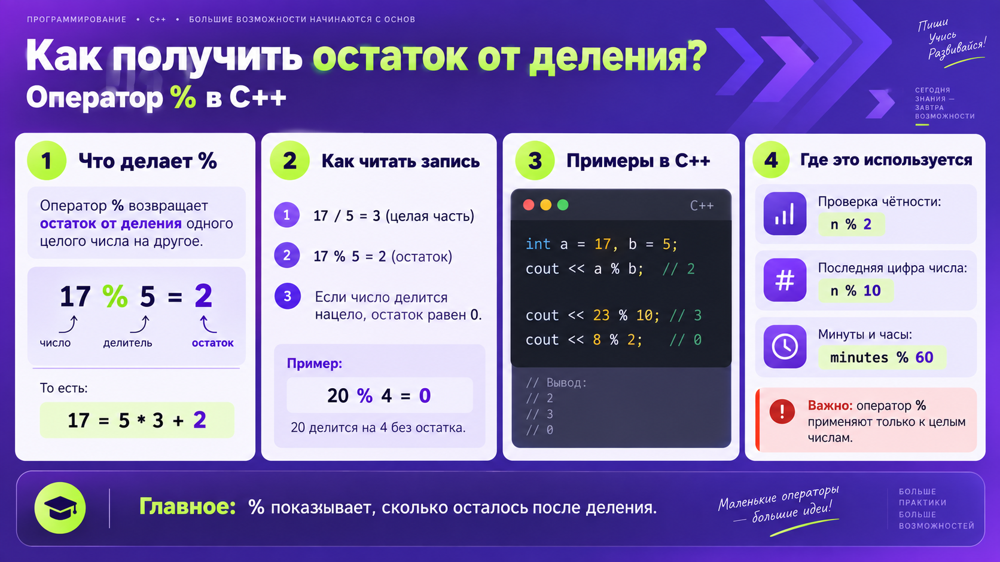 ПРОГРАММИРОВАНИЕ • C++ • БОЛЬШИЕ ВОЗМОЖНОСТИ НАЧИНАЮТСЯ С ОСНОВ
Как получить остаток от деления?
Оператор % в C++
Пиши
Учись
Развивайся!
СЕГОДНЯ
ЗНАНИЯ —
ЗАВТРА
ВОЗМОЖНОСТИ
1 Что делает %
Оператор % возвращает
остаток от деления одного
целого числа на другое.
17 % 5 = 2
число делитель остаток
То есть:
17 = 5 * 3 + 2
2 Как читать запись
1 17 / 5 = 3 (целая часть)
2 17 % 5 = 2 (остаток)
3 Если число делится
нацело, остаток равен 0.
Пример:
20 % 4 = 0
20 делится на 4 без остатка.
3 Примеры в C++
C++
int a = 17, b = 5;
cout << a % b; // 2
cout << 23 % 10; // 3
cout << 8 % 2; // 0
// Вывод:
// 2
// 3
// 0
4 Где это используется
Проверка чётности:
n % 2
#
Последняя цифра числа:
n % 10
Минуты и часы:
minutes % 60
! Важно: оператор %
применяют только к целым
числам.
Главное: % показывает, сколько осталось после деления.
Маленькие операторы
— большие идеи!
БОЛЬШЕ
ПРАКТИКИ
БОЛЬШЕ
ВОЗМОЖНОСТЕЙ